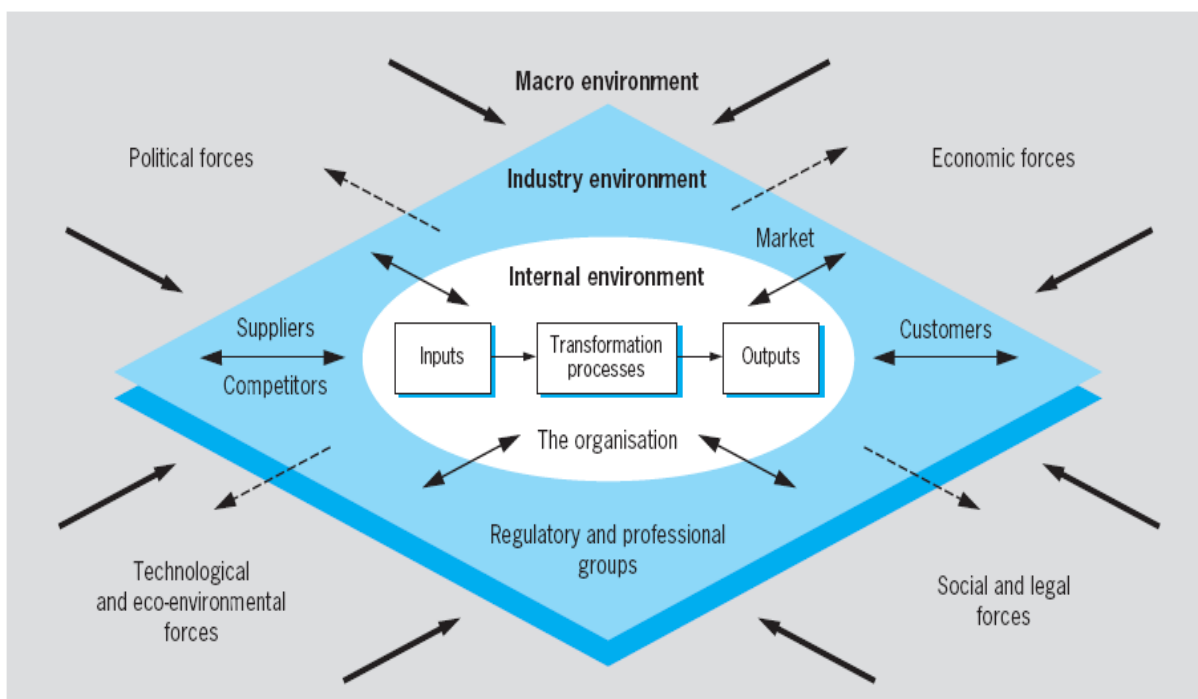 Macro environment
Political forces
Economic forces
Industry environment
Market
Internal environment
Suppliers
Competitors
Inputs
Transformation
processes
Outputs
Customers
The organisation
Regulatory and professional
groups
Technological
and eco-environmental
forces
Social and legal
forces